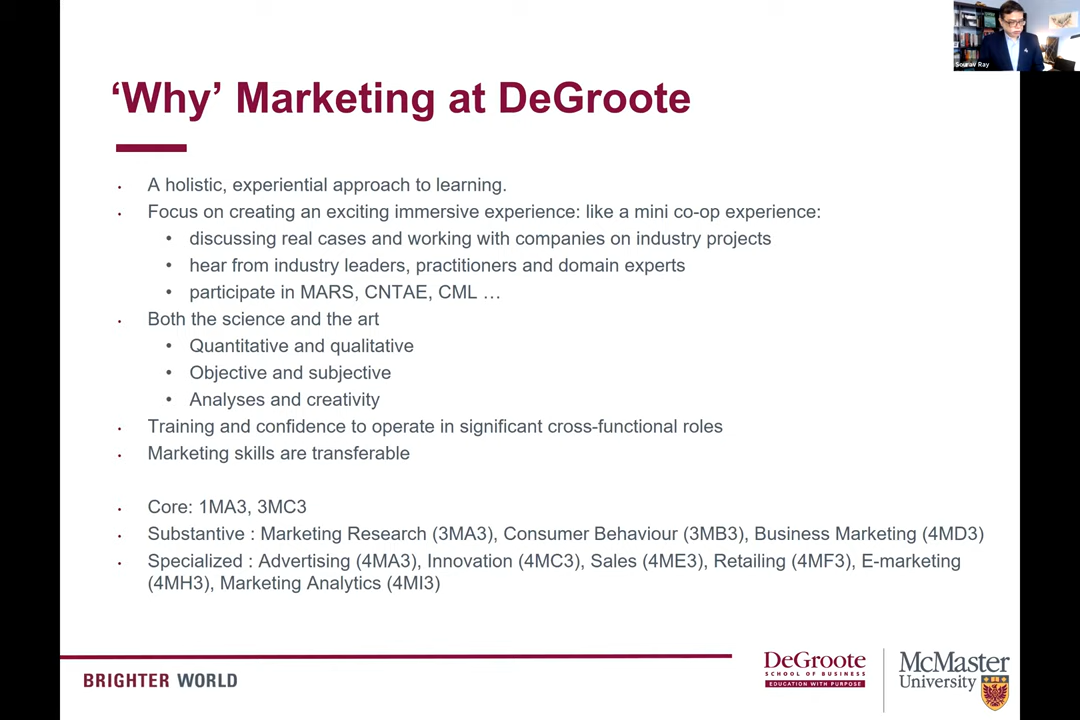 Sourav Ray
‘Why’ Marketing at DeGroote
• A holistic, experiential approach to learning.
• Focus on creating an exciting immersive experience: like a mini co-op experience:
• discussing real cases and working with companies on industry projects
• hear from industry leaders, practitioners and domain experts
• participate in MARS, CNTAE, CML …
• Both the science and the art
• Quantitative and qualitative
• Objective and subjective
• Analyses and creativity
• Training and confidence to operate in significant cross-functional roles
• Marketing skills are transferable
• Core: 1MA3, 3MC3
• Substantive : Marketing Research (3MA3), Consumer Behaviour (3MB3), Business Marketing (4MD3)
• Specialized : Advertising (4MA3), Innovation (4MC3), Sales (4ME3), Retailing (4MF3), E-marketing
(4MH3), Marketing Analytics (4MI3)
BRIGHTER WORLD
DeGroote
SCHOOL OF BUSINESS
EDUCATION WITH PURPOSE
McMaster
University